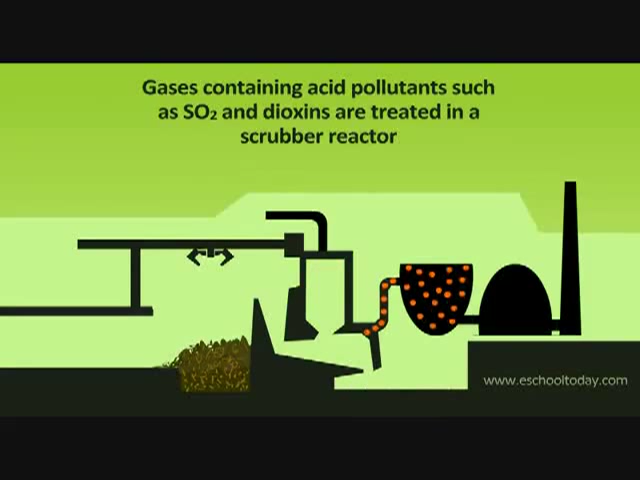 Gases containing acid pollutants such
as SO₂ and dioxins are treated in a
scrubber reactor
www.eschooltoday.com